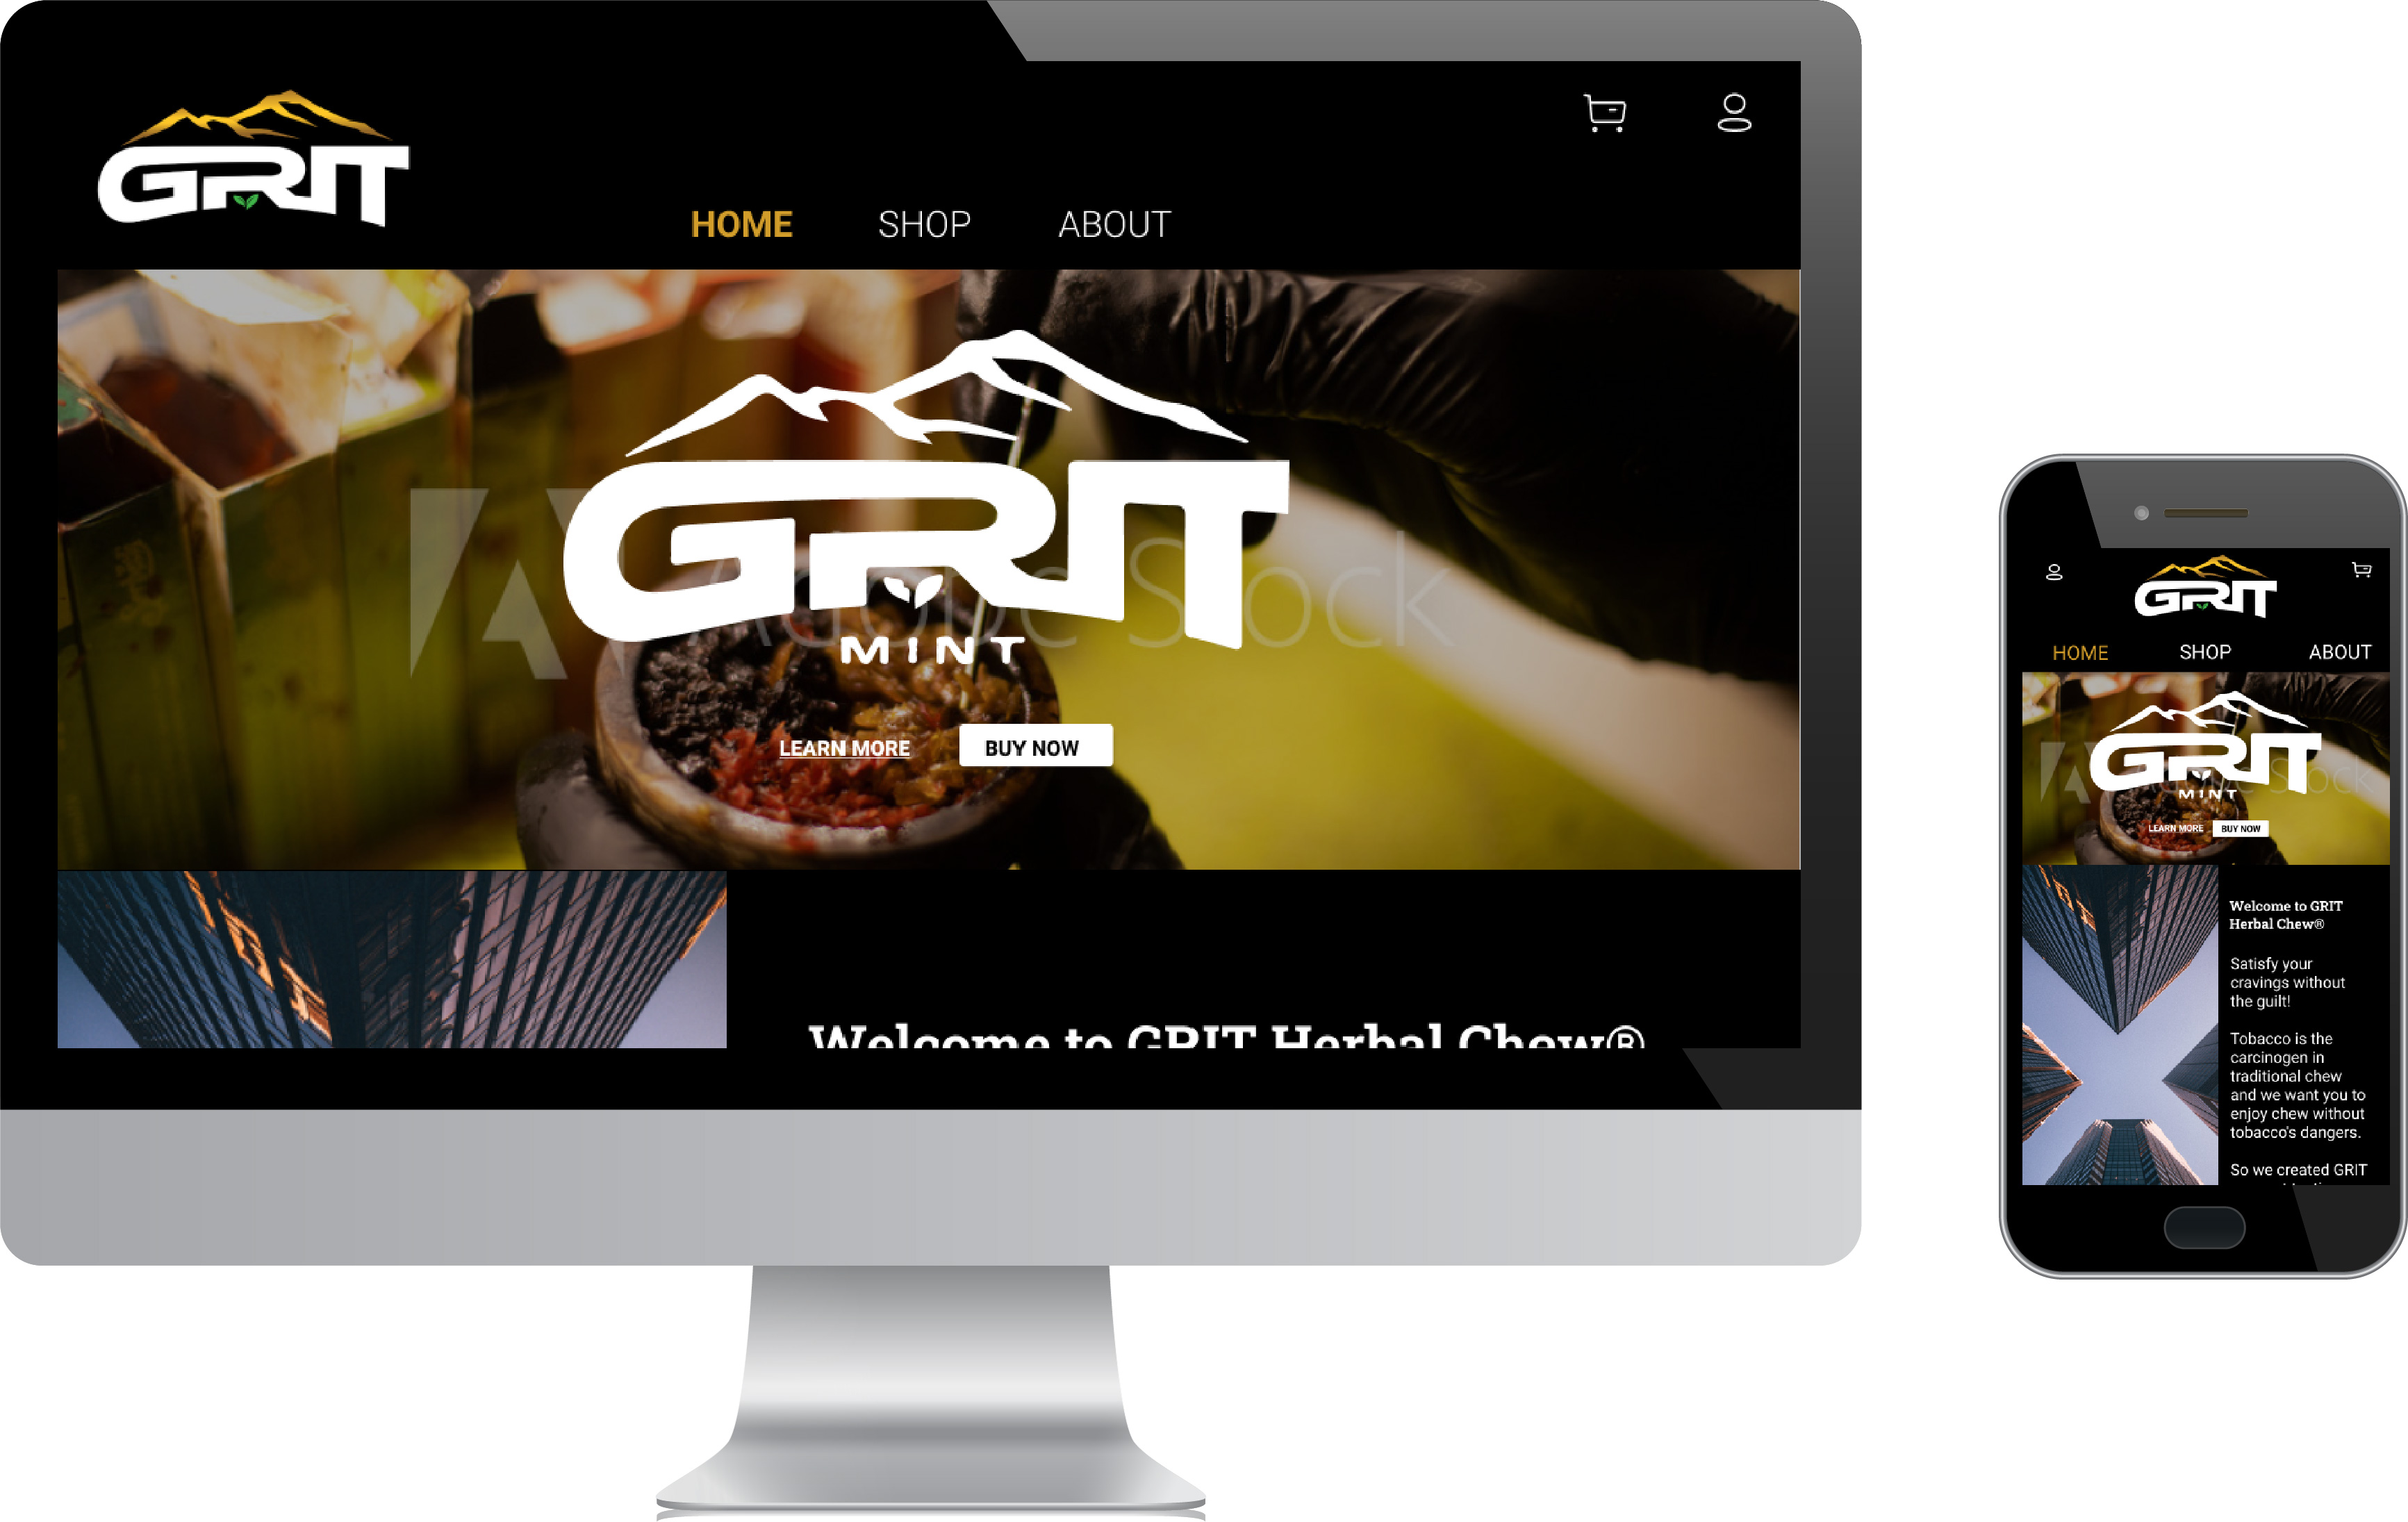 GRIT
HOME SHOP ABOUT
GRIT
Adobe Stock
MINT
LEARN MORE BUY NOW
Welcome to GRIT Herbal Chew®
GRIT
HOME SHOP ABOUT
GRIT
Stock
MINT
LEARN MORE BUY NOW
Welcome to GRIT
Herbal Chew®
Satisfy your
cravings without
the guilt!
Tobacco is the
carcinogen in
traditional chew
and we want you to
enjoy chew without
tobacco's dangers.
So we created GRIT